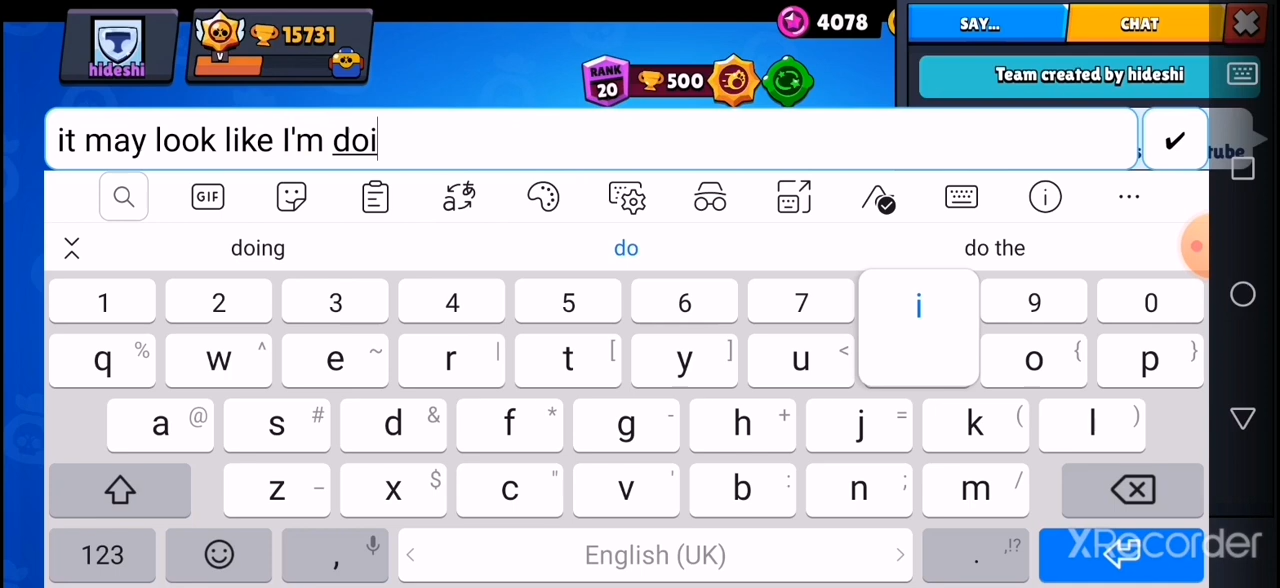 hideshi
15731
V
RANK
20
500
4078
SAY...
CHAT
Team created by hideshi
it may look like I'm doi
tube
GIF
doing
do
do the
1 2 3 4 5 6 7 i 9 0
q % w ^ e ~ r | t [ y ] u < o { p }
a @ s # d & f * g - h + j = k ( l )
z _ x $ c " v ' b : n ; m /
123 , < English (UK) > . ,!?
XRecorder